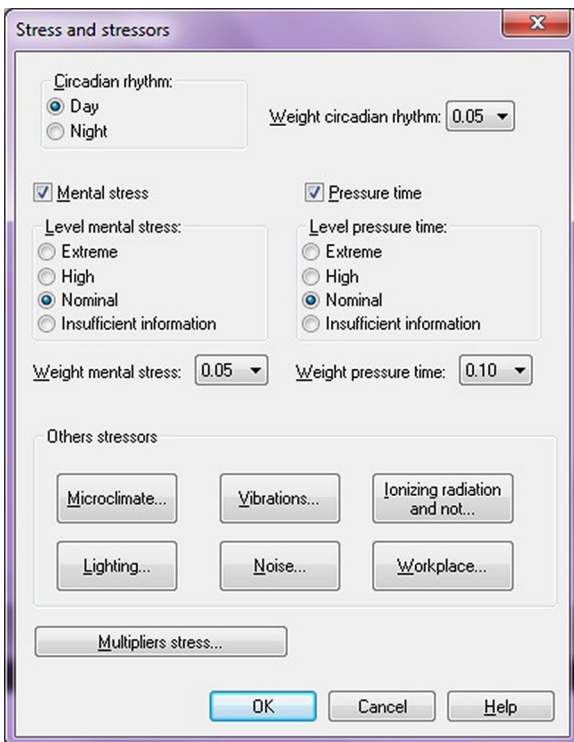 Stress and stressors
Circadian rhythm:
Day
Night
Weight circadian rhythm: 0.05
Mental stress
Pressure time
Level mental stress:
Extreme
High
Nominal
Insufficient information
Level pressure time:
Extreme
High
Nominal
Insufficient information
Weight mental stress: 0.05
Weight pressure time: 0.10
Others stressors
Microclimate...
Vibrations...
Ionizing radiation
and not...
Lighting...
Noise...
Workplace...
Multipliers stress...
OK
Cancel
Help